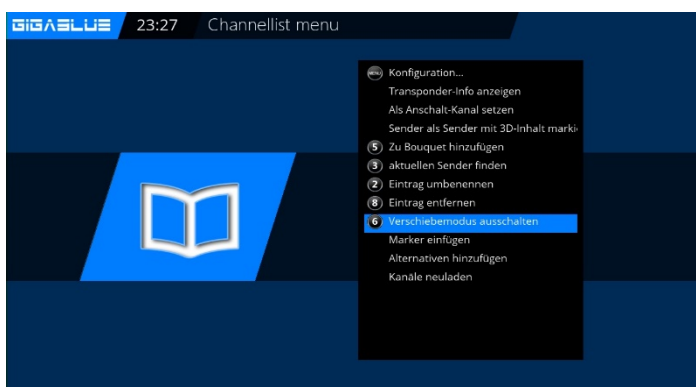 GIGABLUE 23:27 Channellist menu
MENU Konfiguration...
Transponder-Info anzeigen
Als Anschalt-Kanal setzen
Sender als Sender mit 3D-Inhalt marki
5 Zu Bouquet hinzufügen
3 aktuellen Sender finden
2 Eintrag umbenennen
8 Eintrag entfernen
6 Verschiebemodus ausschalten
Marker einfügen
Alternativen hinzufügen
Kanäle neuladen